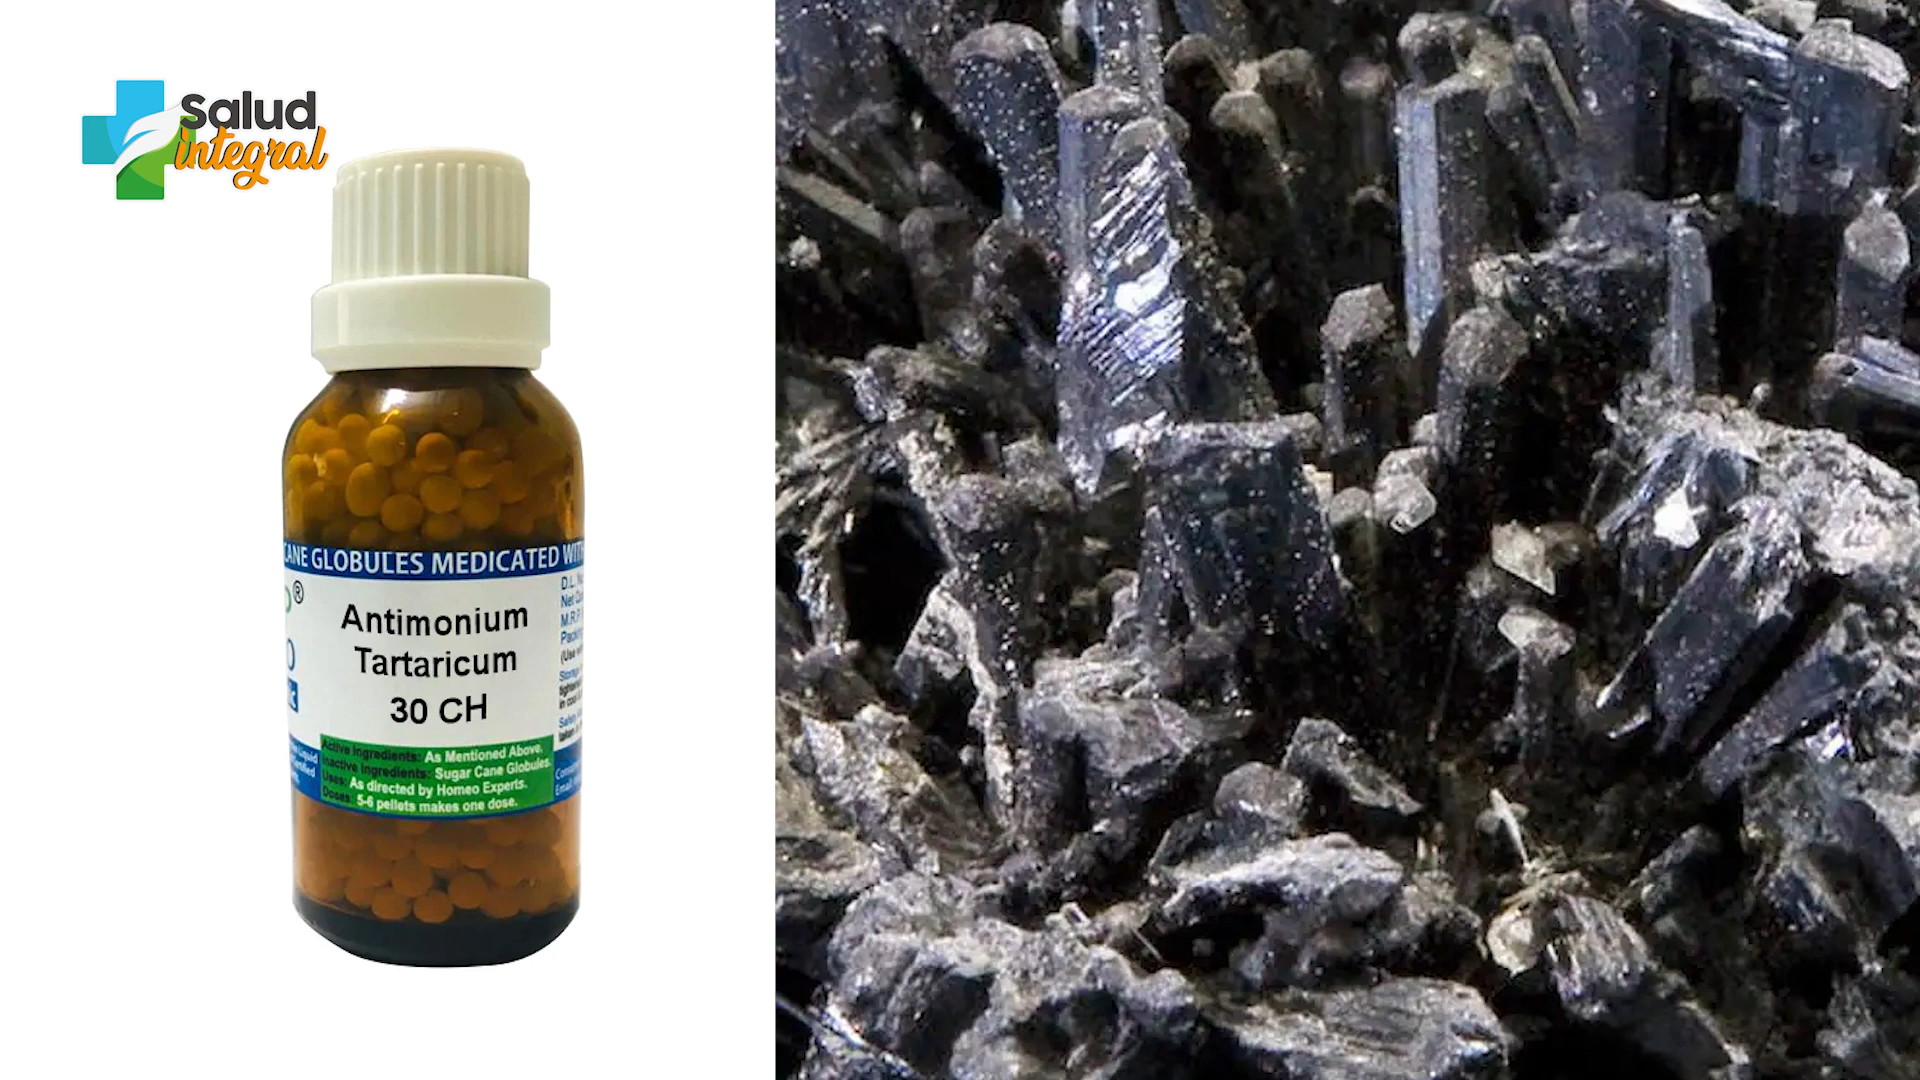 Salud
integral
CANE GLOBULES MEDICATED WITH
Antimonium
Tartaricum
30 CH
Active Ingredients: As Mentioned Above.
Inactive Ingredients: Sugar Cane Globules.
Uses: As directed by Homeo Experts.
Doses: 5-6 pellets makes one dose.